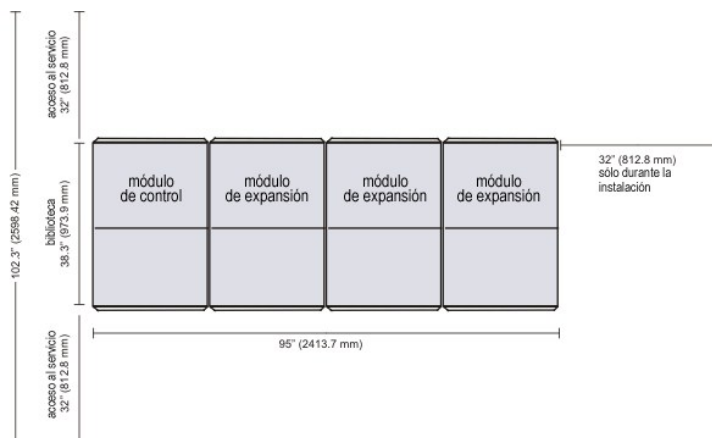 102.3” (2598.42 mm)
acceso al servicio
32” (812.8 mm)
biblioteca
38.3” (973.9 mm)
acceso al servicio
32” (812.8 mm)
módulo
de control
módulo
de expansión
módulo
de expansión
módulo
de expansión
32” (812.8 mm)
sólo durante la
instalación
95” (2413.7 mm)